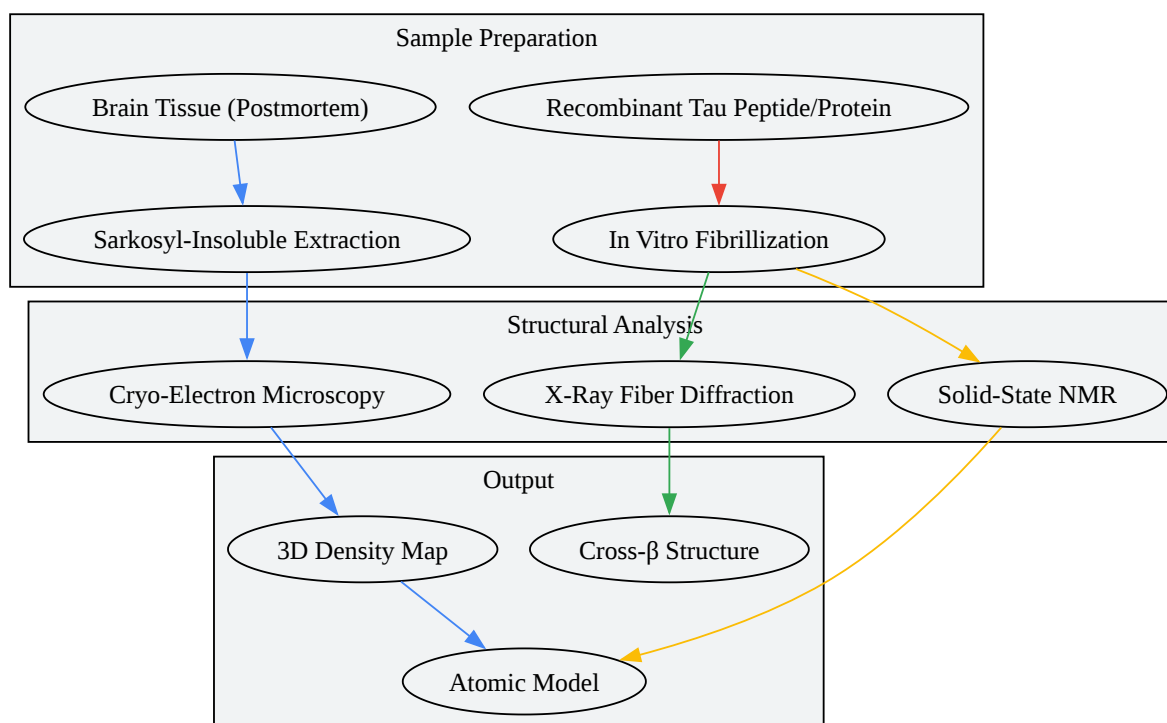 Sample Preparation
Brain Tissue (Postmortem)
Recombinant Tau Peptide/Protein
Sarkosyl-Insoluble Extraction
In Vitro Fibrillization
Structural Analysis
Cryo-Electron Microscopy
X-Ray Fiber Diffraction
Solid-State NMR
Output
3D Density Map
Cross-β Structure
Atomic Model